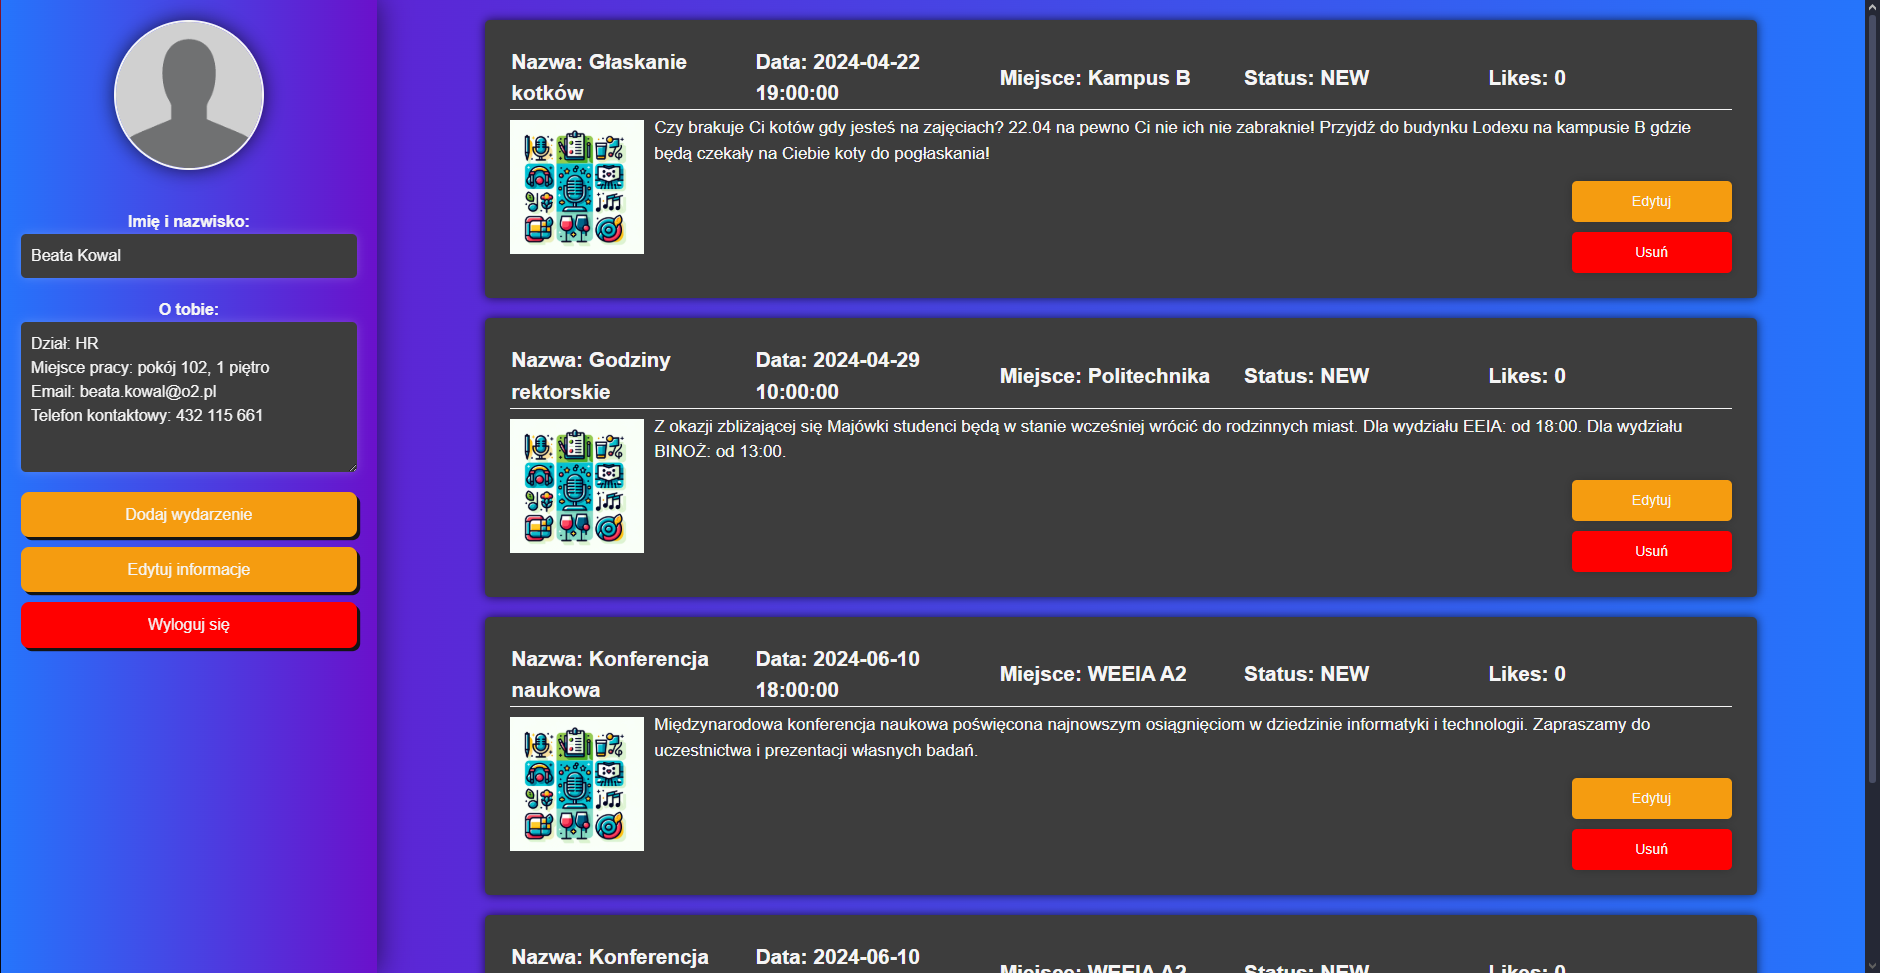 Imię i nazwisko:
Beata Kowal
O tobie:
Dział: HR
Miejsce pracy: pokój 102, 1 piętro
Email: beata.kowal@o2.pl
Telefon kontaktowy: 432 115 661
Dodaj wydarzenie
Edytuj informacje
Wyloguj się
Nazwa: Głaskanie
kotków
Data: 2024-04-22
19:00:00
Miejsce: Kampus B
Status: NEW
Likes: 0
Czy brakuje Ci kotów gdy jesteś na zajęciach? 22.04 na pewno Ci nie ich nie zabraknie! Przyjdź do budynku Lodexu na kampusie B gdzie
będą czekały na Ciebie koty do pogłaskania!
Edytuj
Usuń
Nazwa: Godziny
rektorskie
Data: 2024-04-29
10:00:00
Miejsce: Politechnika
Status: NEW
Likes: 0
Z okazji zbliżającej się Majówki studenci będą w stanie wcześniej wrócić do rodzinnych miast. Dla wydziału EEIA: od 18:00. Dla wydziału
BINOŻ: od 13:00.
Edytuj
Usuń
Nazwa: Konferencja
naukowa
Data: 2024-06-10
18:00:00
Miejsce: WEEIA A2
Status: NEW
Likes: 0
Międzynarodowa konferencja naukowa poświęcona najnowszym osiągnięciom w dziedzinie informatyki i technologii. Zapraszamy do
uczestnictwa i prezentacji własnych badań.
Edytuj
Usuń
Nazwa: Konferencja
Data: 2024-06-10
Miejsce: WEEIA A2
Status: NEW
Likes: 0